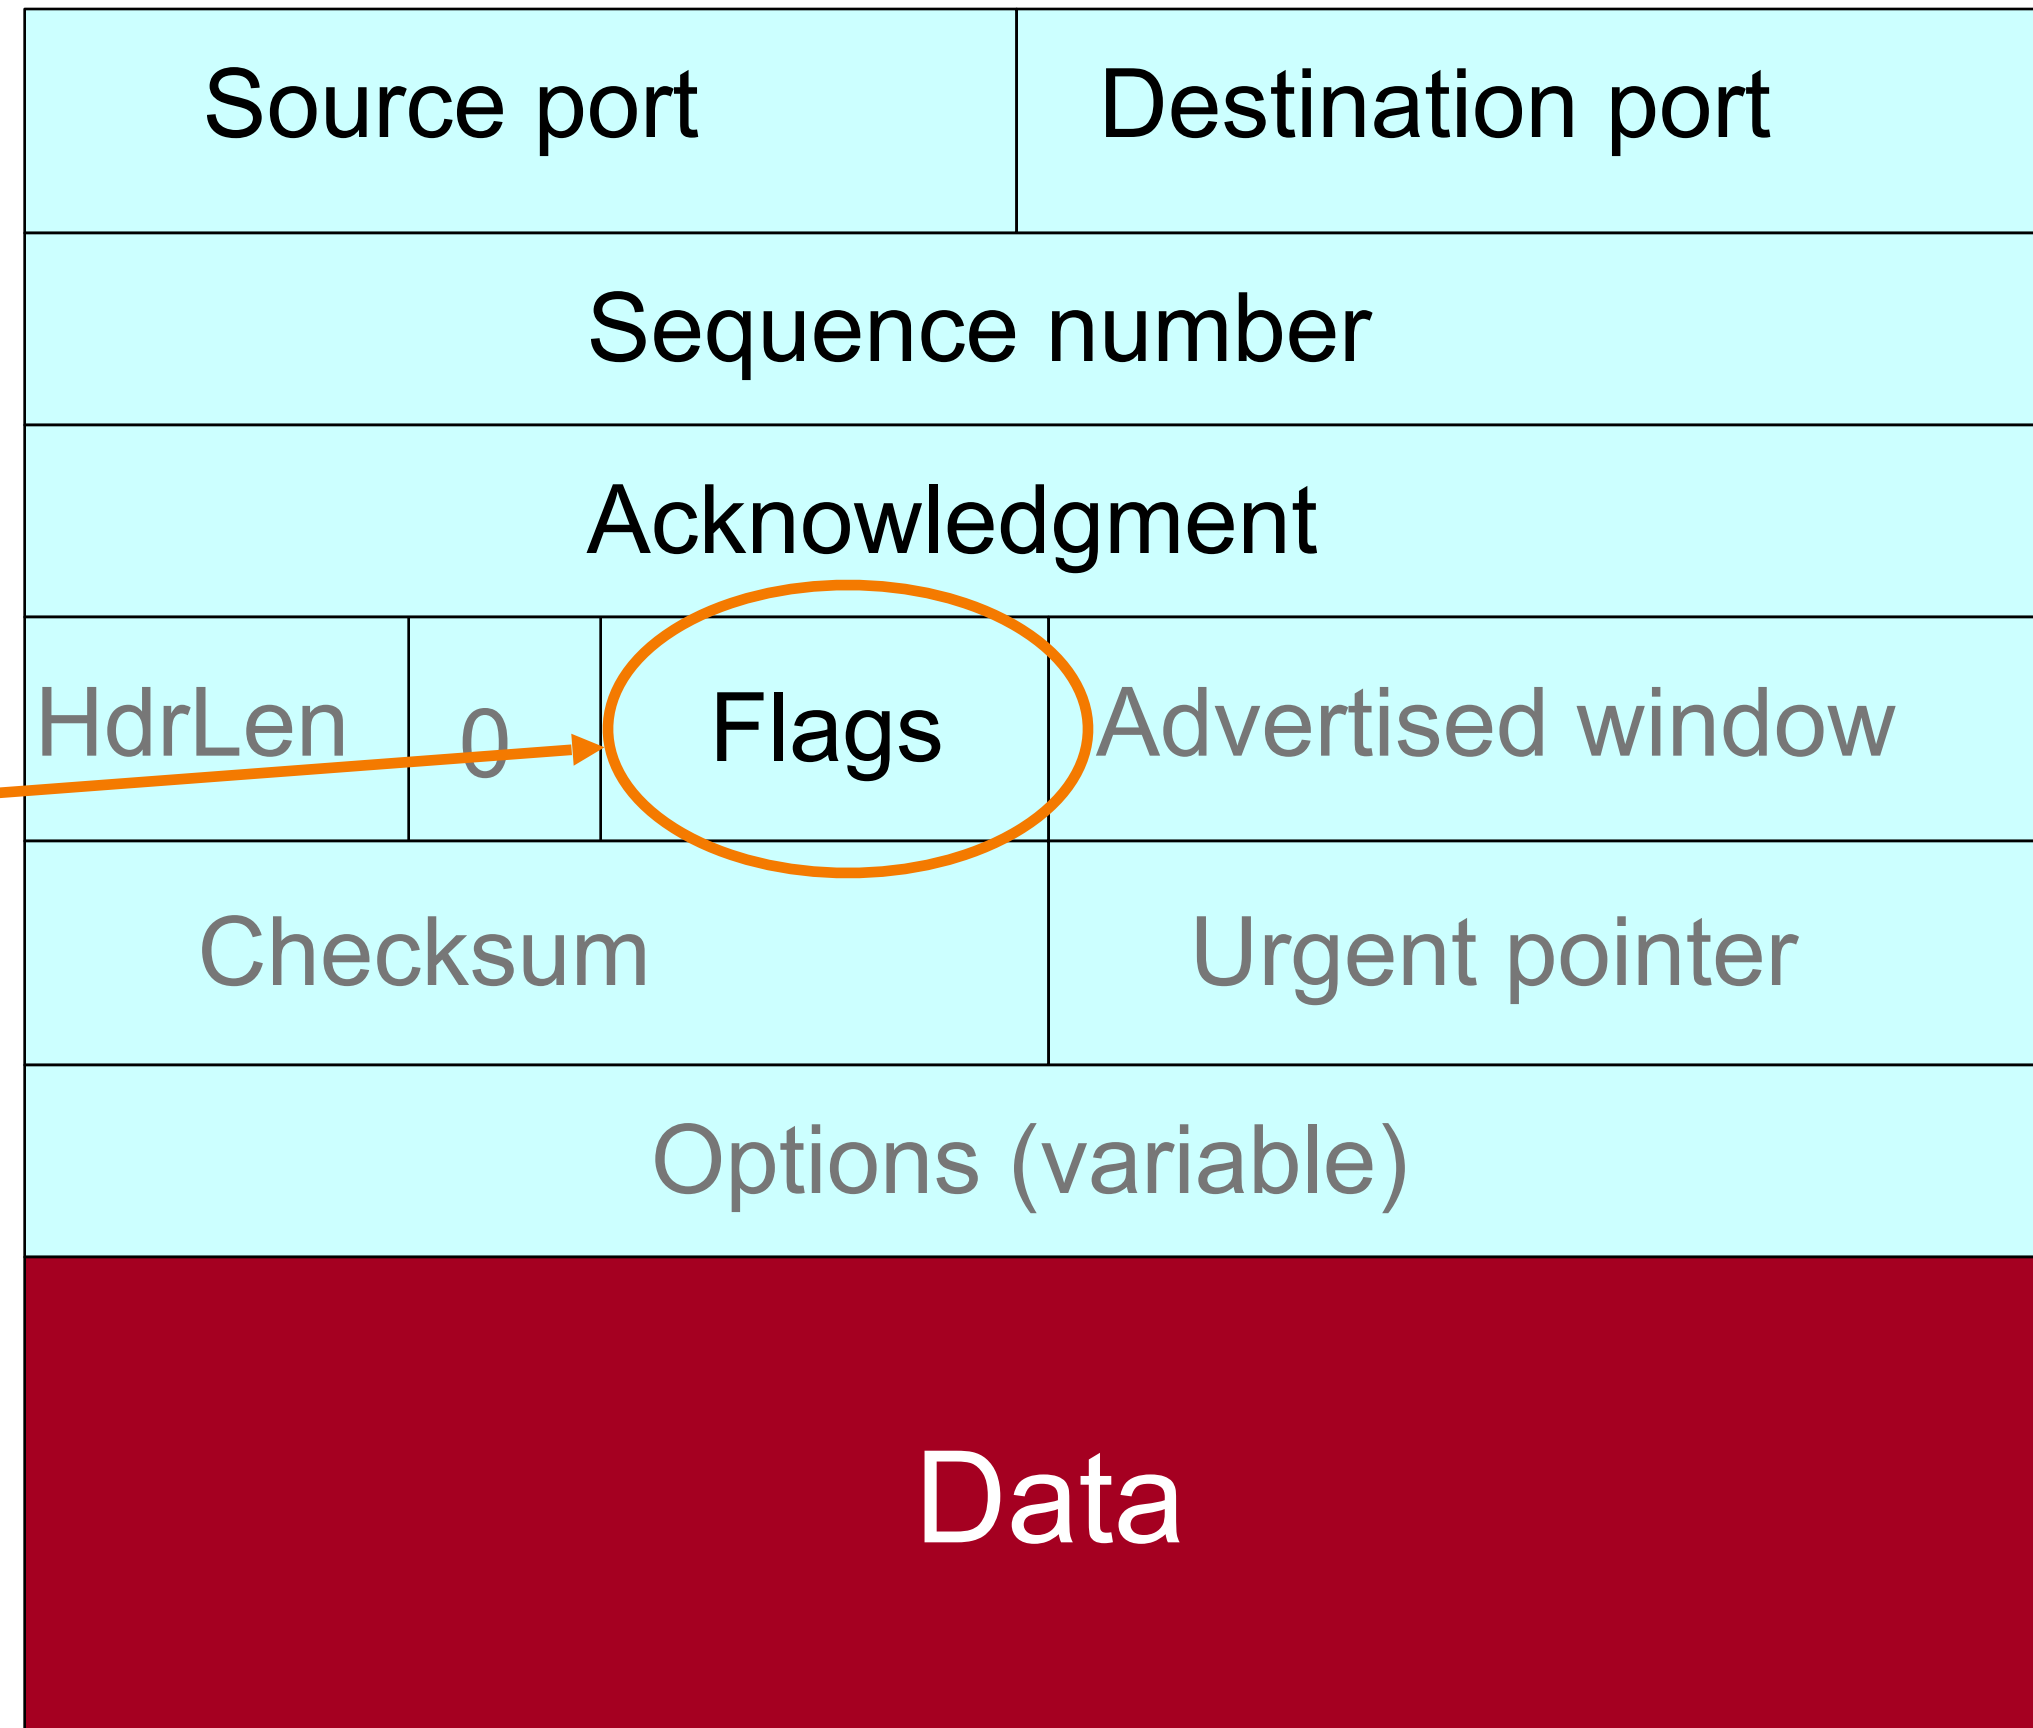 Source port Destination port
Sequence number
Acknowledgment
HdrLen 0 Flags Advertised window
Checksum Urgent pointer
Options (variable)
Data